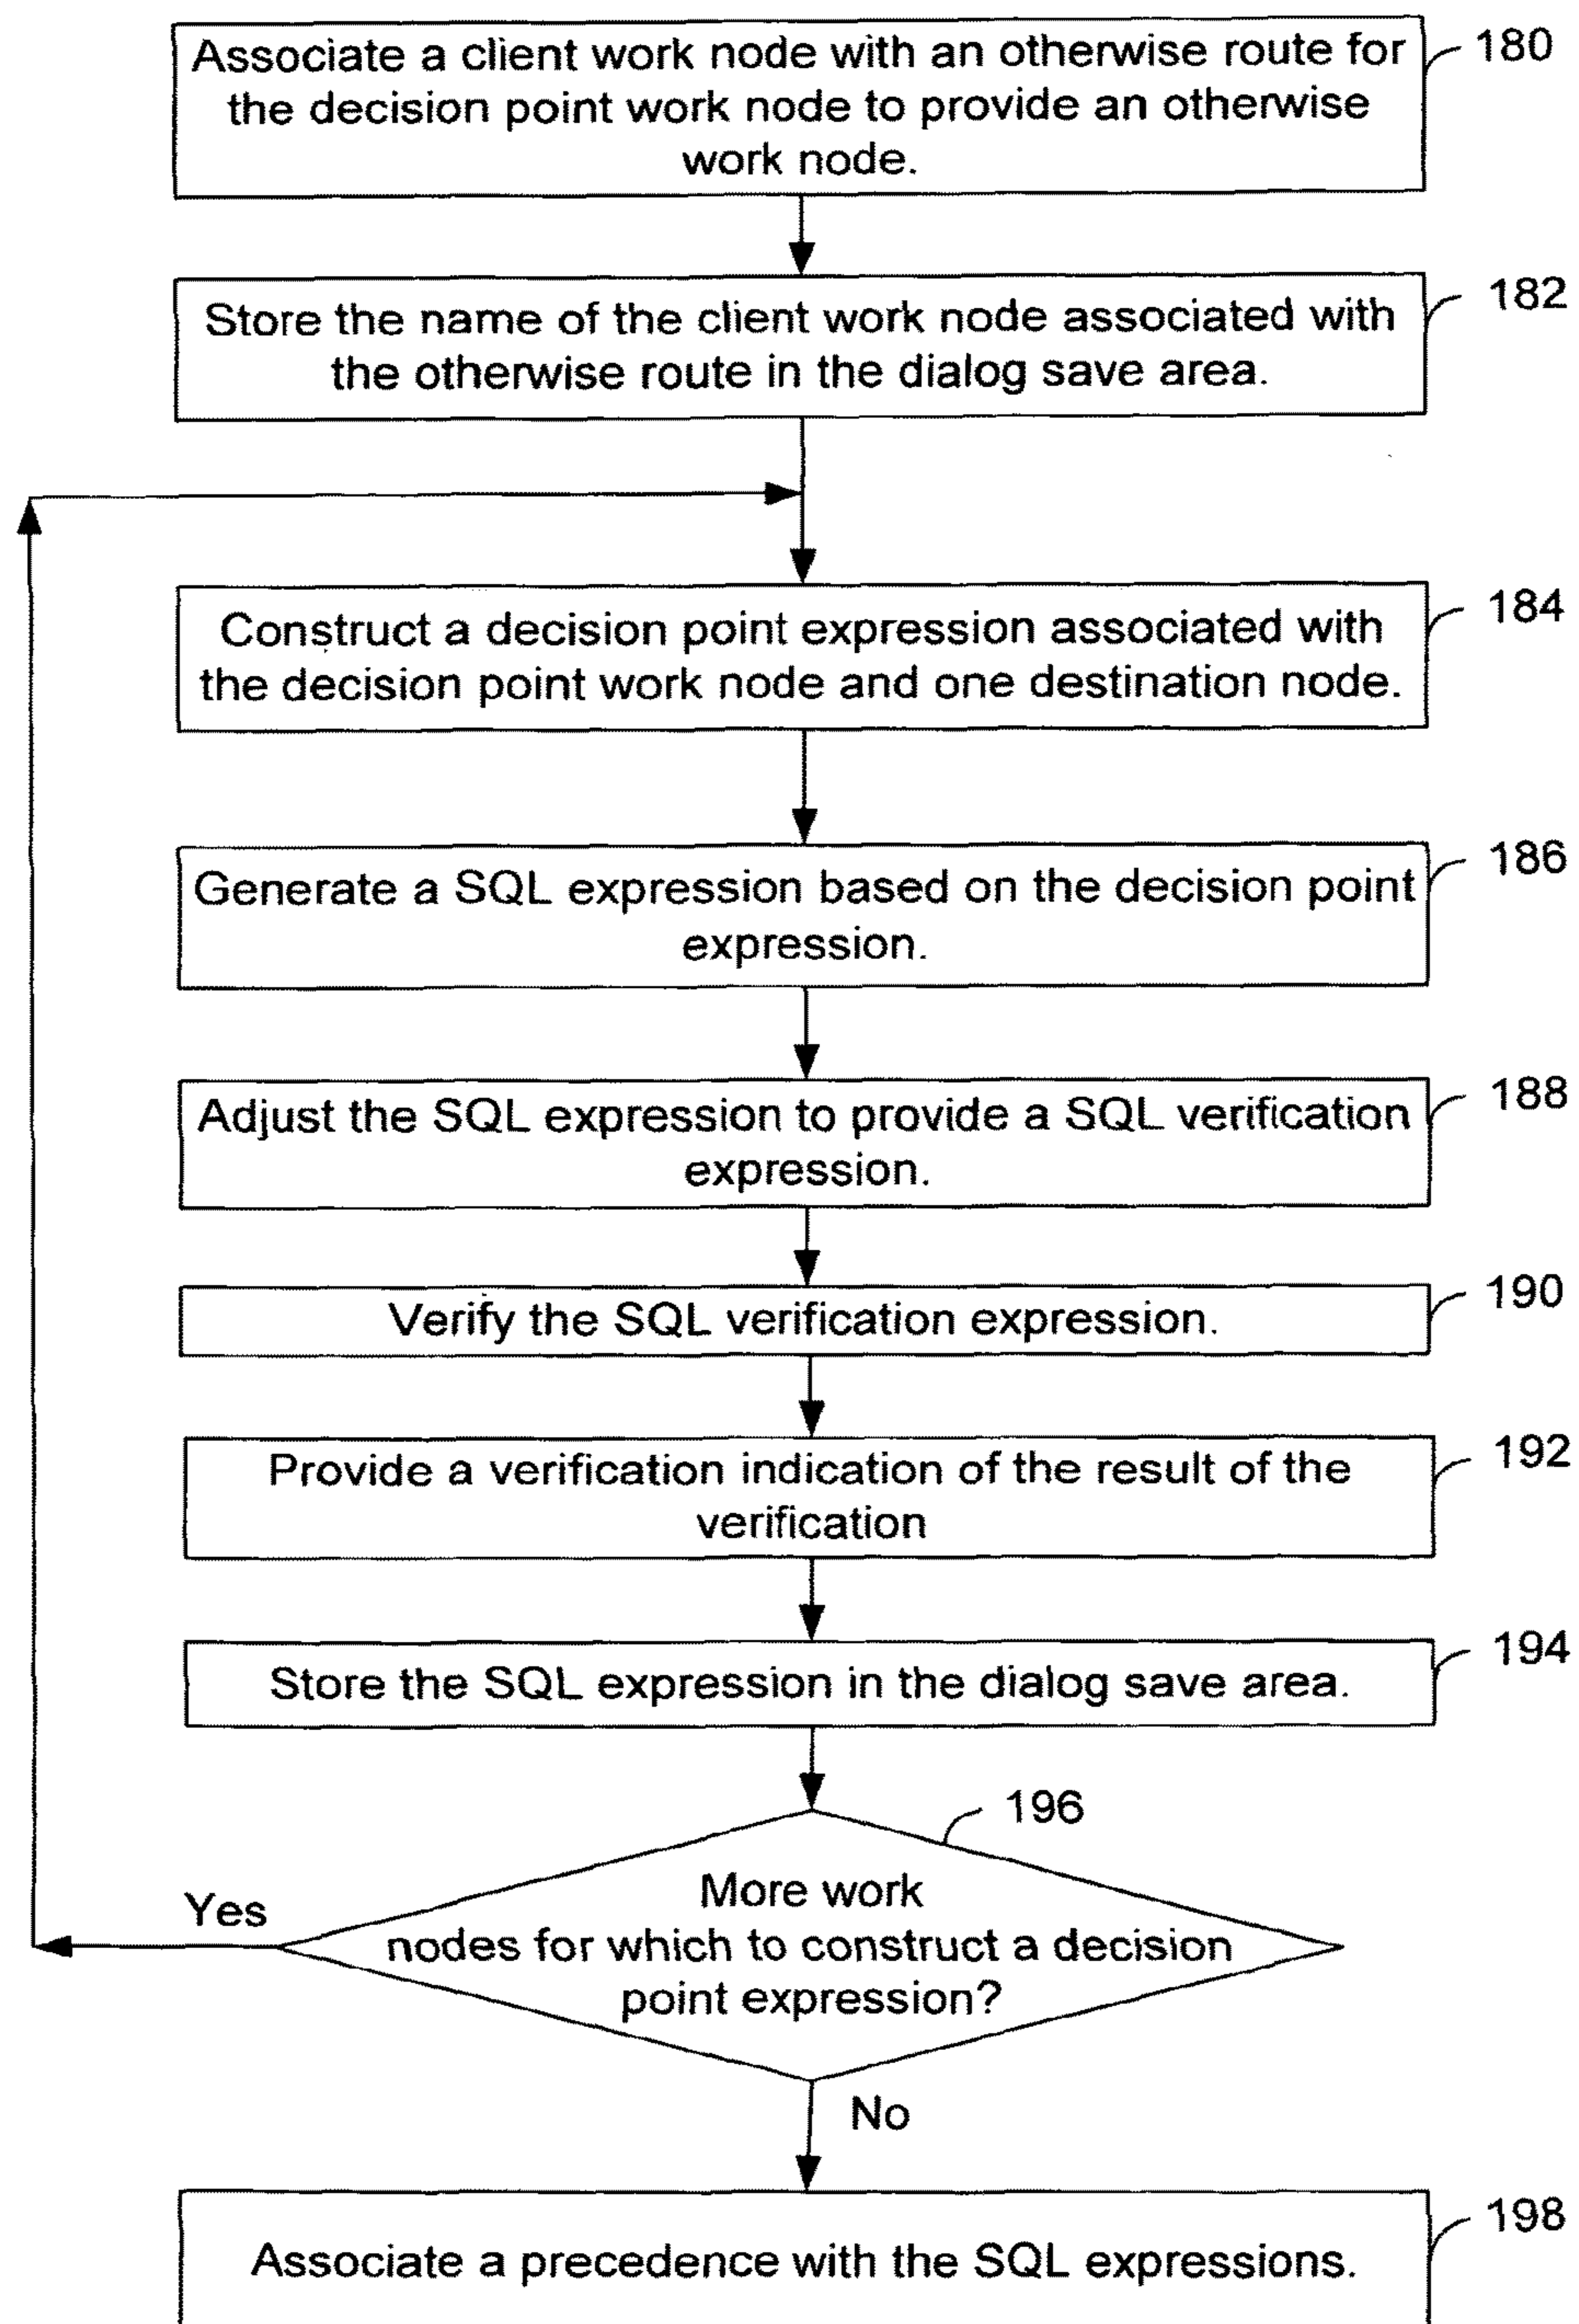 Associate a client work node with an otherwise route for
the decision point work node to provide an otherwise
work node.
180
Store the name of the client work node associated with
the otherwise route in the dialog save area.
182
Construct a decision point expression associated with
the decision point work node and one destination node.
184
Generate a SQL expression based on the decision point
expression.
186
Adjust the SQL expression to provide a SQL verification
expression.
188
Verify the SQL verification expression.
190
Provide a verification indication of the result of the
verification
192
Store the SQL expression in the dialog save area.
194
196
More work
nodes for which to construct a decision
point expression?
Yes
No
Associate a precedence with the SQL expressions.
198